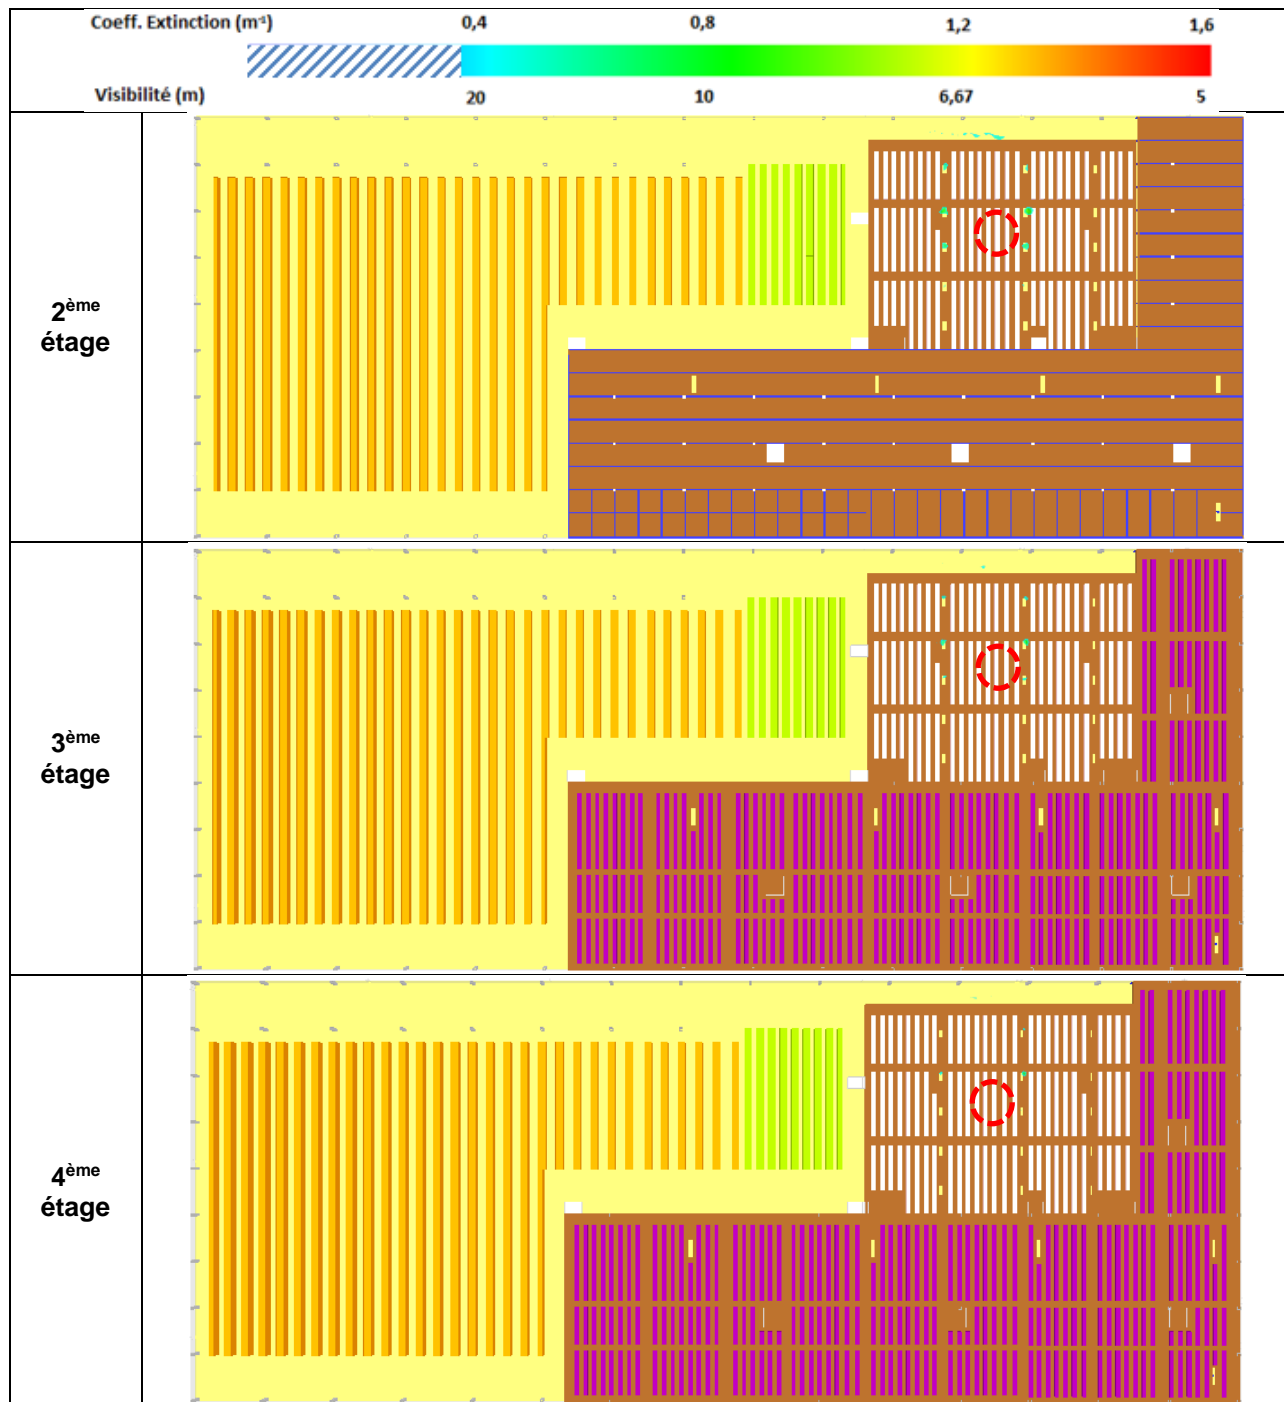 Coeff. Extinction (m⁻¹) 0,4 0,8 1,2 1,6
Visibilité (m) 20 10 6,67 5
2ème
étage
3ème
étage
4ème
étage